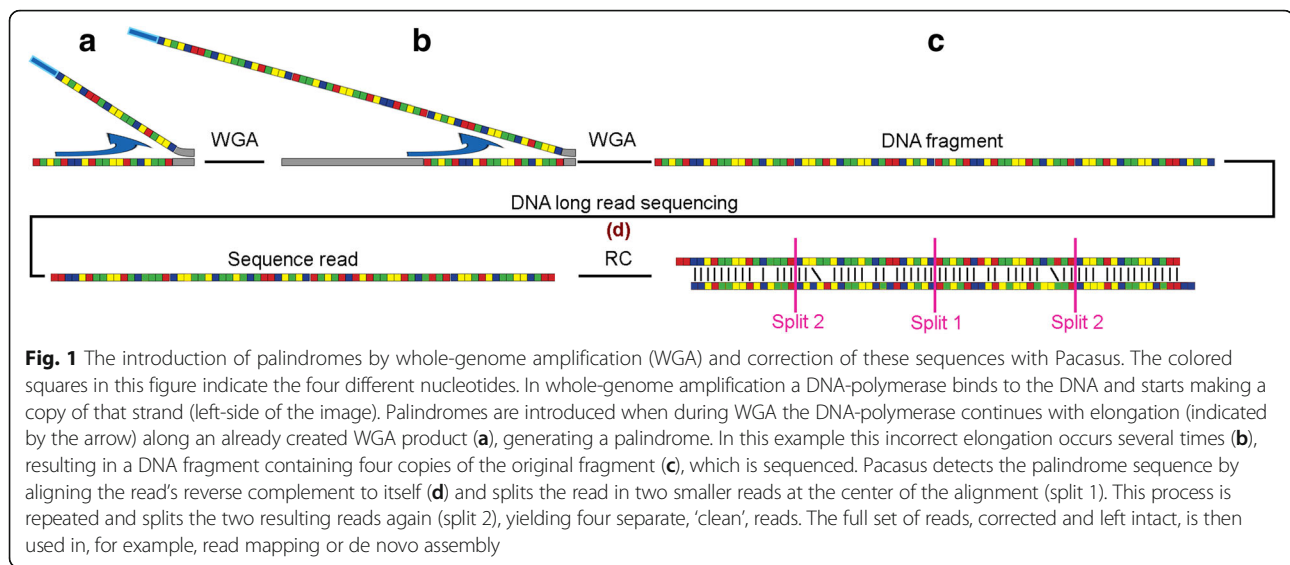 a
b
c
WGA
WGA
DNA fragment
DNA long read sequencing
(d)
Sequence read
RC
Split 2
Split 1
Split 2
Fig. 1 The introduction of palindromes by whole-genome amplification (WGA) and correction of these sequences with Pacasus. The colored
squares in this figure indicate the four different nucleotides. In whole-genome amplification a DNA-polymerase binds to the DNA and starts making a
copy of that strand (left-side of the image). Palindromes are introduced when during WGA the DNA-polymerase continues with elongation (indicated
by the arrow) along an already created WGA product (a), generating a palindrome. In this example this incorrect elongation occurs several times (b),
resulting in a DNA fragment containing four copies of the original fragment (c), which is sequenced. Pacasus detects the palindrome sequence by
aligning the read's reverse complement to itself (d) and splits the read in two smaller reads at the center of the alignment (split 1). This process is
repeated and splits the two resulting reads again (split 2), yielding four separate, ‘clean’, reads. The full set of reads, corrected and left intact, is then
used in, for example, read mapping or de novo assembly